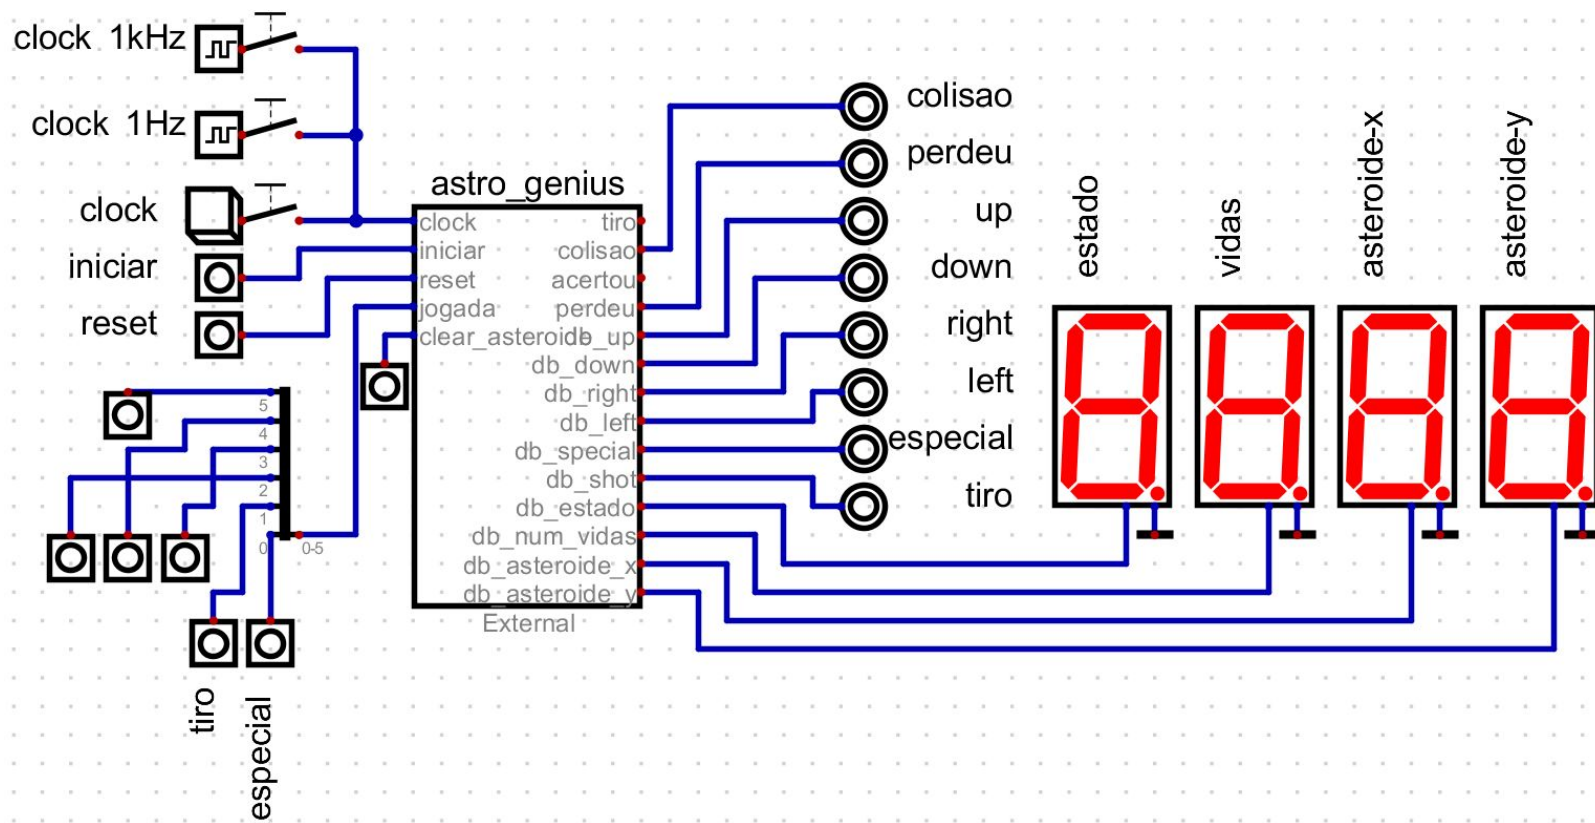 clock 1kHz
clock 1Hz
clock
iniciar
reset
astro_genius
clock
iniciar
reset
jogada
clear_asteroide
tiro
colisao
acertou
perdeu
db_up
db_down
db_right
db_left
db_special
db_shot
db_estado
db_num_vidas
db_asteroide_x
db_asteroide_y
External
5
4
3
2
1
0
0-5
tiro
especial
colisao
perdeu
up
down
right
left
especial
tiro
estado
vidas
asteroide-x
asteroide-y